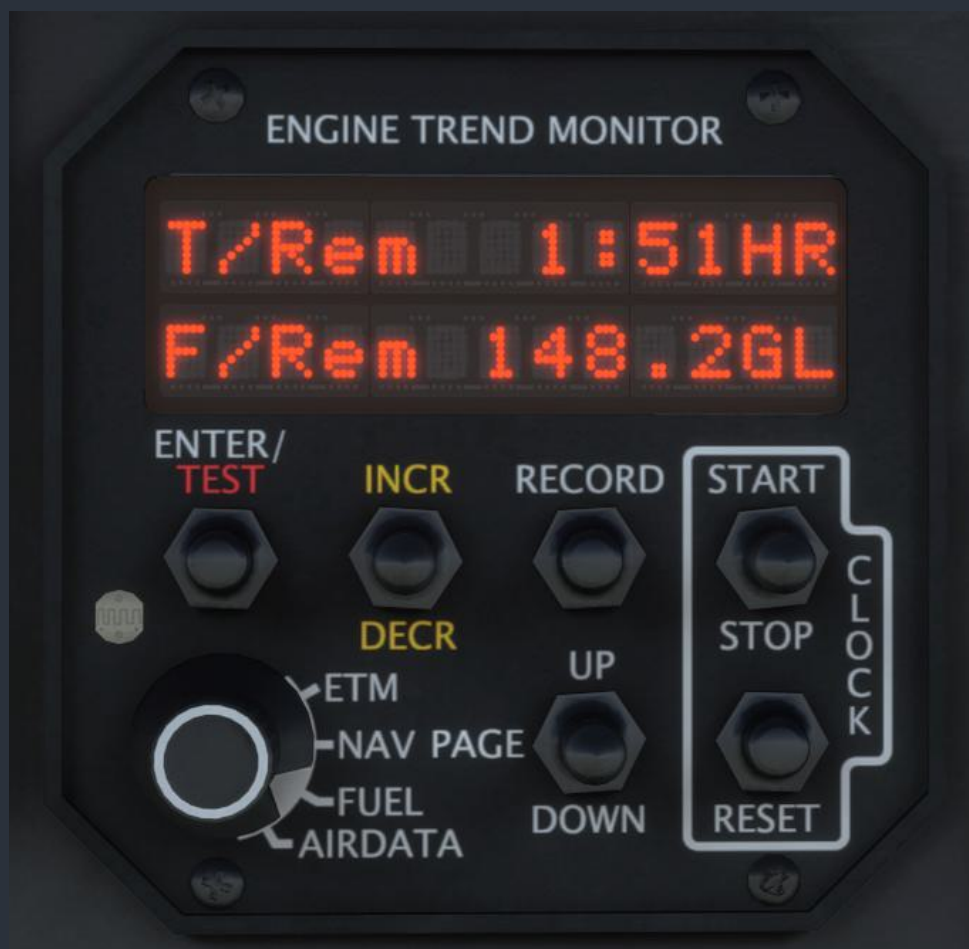 ENGINE TREND MONITOR
T/Rem 1:51HR
F/Rem 148.2GL
ENTER/
TEST
INCR
DECR
RECORD
START
STOP
RESET
CLOCK
ETM
NAV
FUEL
AIRDATA
PAGE
UP
DOWN